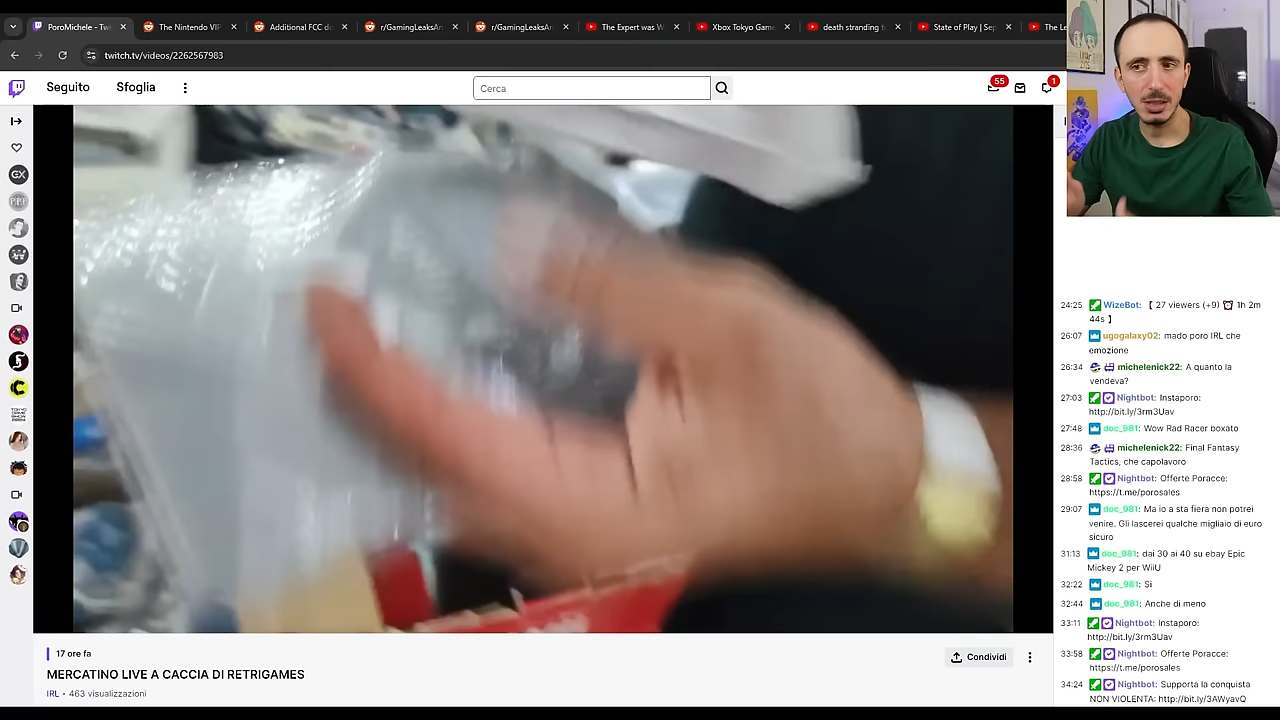 PoroMichele - Tw
The Nintendo VIP
Additional FCC do
r/GamingLeaksAn
r/GamingLeaksAn
The Expert was W
Xbox Tokyo Game
death stranding t
State of Play | Sep
The Le
twitch.tv/videos/2262567983
Seguito
Sfoglia
Cerca
55
1
GX
24:25 WizeBot: 【 27 viewers (+9) ⏰ 1h 2m
44s 】
26:07 ugogalaxy02: mado poro IRL che
emozione
26:34 michelenick22: A quanto la
vendeva?
27:03 Nightbot: Instaporo:
http://bit.ly/3rm3Uav
27:48 doc_981: Wow Rad Racer boxato
28:36 michelenick22: Final Fantasy
Tactics, che capolavoro
28:58 Nightbot: Offerte Poracce:
https://t.me/porosales
29:07 doc_981: Ma io a sta fiera non potrei
venire. Gli lascerei qualche migliaio di euro
sicuro
31:13 doc_981: dai 30 ai 40 su ebay Epic
Mickey 2 per WiiU
32:22 doc_981: Si
32:44 doc_981: Anche di meno
33:11 Nightbot: Instaporo:
http://bit.ly/3rm3Uav
33:58 Nightbot: Offerte Poracce:
https://t.me/porosales
34:24 Nightbot: Supporta la conquista
NON VIOLENTA: http://bit.ly/3AWyavQ
17 ore fa
Condividi
MERCATINO LIVE A CACCIA DI RETRIGAMES
IRL • 463 visualizzazioni